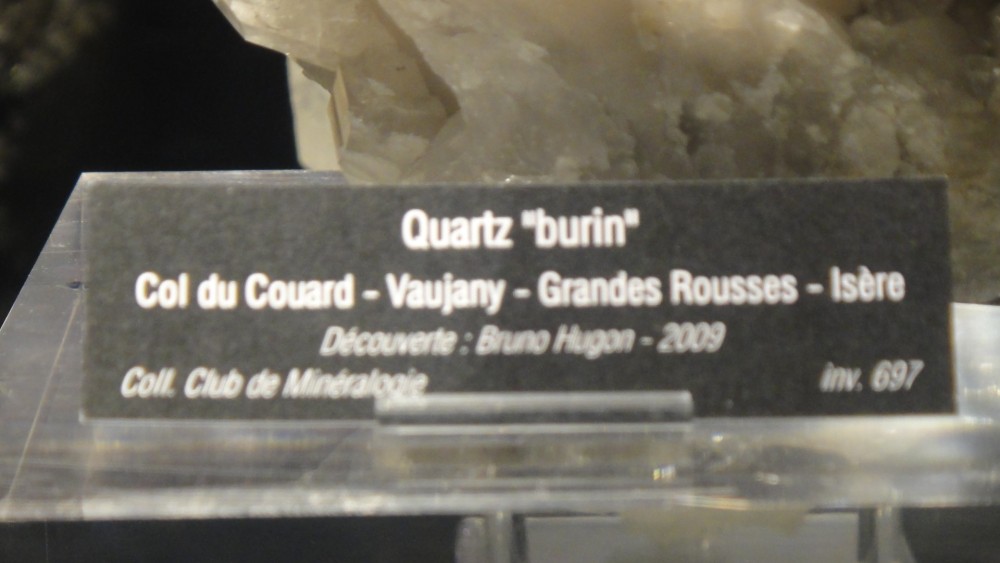 Quartz "burin"
Col du Couard - Vaujany - Grandes Rousses - Isère
Découverte : Bruno Hugon - 2009
Coll. Club de Minéralogie inv. 697